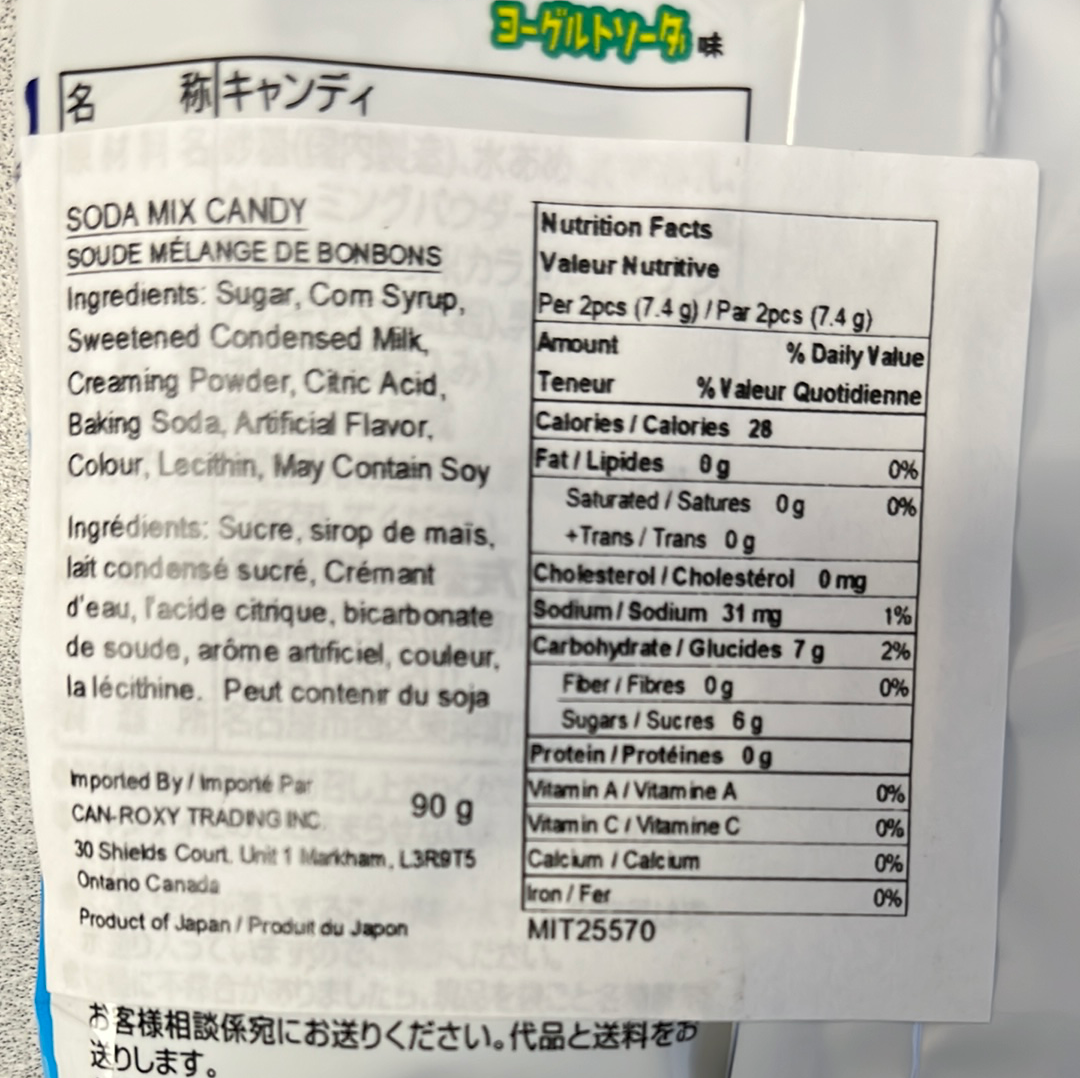 ヨーグルトソーダ味
名 称 キャンディ
SODA MIX CANDY
SOUDE MÉLANGE DE BONBONS
Ingredients: Sugar, Corn Syrup,
Sweetened Condensed Milk,
Creaming Powder, Citric Acid,
Baking Soda, Artificial Flavor,
Colour, Lecithin, May Contain Soy
Ingrédients: Sucre, sirop de maïs,
lait condensé sucré, Crémant
d'eau, l'acide citrique, bicarbonate
de soude, arôme artificiel, couleur,
la lécithine. Peut contenir du soja
Imported By / Importé Par
CAN-ROXY TRADING INC.
90 g
30 Shields Court. Unit 1 Markham, L3R9T5
Ontario Canada
Product of Japan / Produit du Japon
Nutrition Facts
Valeur Nutritive
Per 2pcs (7.4 g) / Par 2pcs (7.4 g)
Amount % Daily Value
Teneur % Valeur Quotidienne
Calories / Calories 28
Fat / Lipides 0 g 0%
Saturated / Satures 0 g 0%
+Trans / Trans 0 g
Cholesterol / Cholestérol 0 mg
Sodium / Sodium 31 mg 1%
Carbohydrate / Glucides 7 g 2%
Fiber / Fibres 0 g 0%
Sugars / Sucres 6 g
Protein / Protéines 0 g
Vitamin A / Vitamine A 0%
Vitamin C / Vitamine C 0%
Calcium / Calcium 0%
Iron / Fer 0%
MIT25570
お客様相談係宛にお送りください。代品と送料をお
送りします。